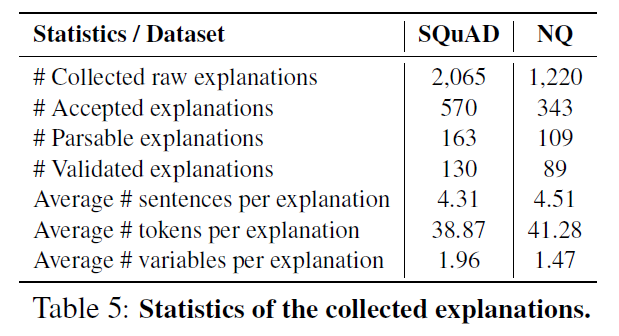 Statistics / Dataset SQuAD NQ
# Collected raw explanations 2,065 1,220
# Accepted explanations 570 343
# Parsable explanations 163 109
# Validated explanations 130 89
Average # sentences per explanation 4.31 4.51
Average # tokens per explanation 38.87 41.28
Average # variables per explanation 1.96 1.47
Table 5: Statistics of the collected explanations.